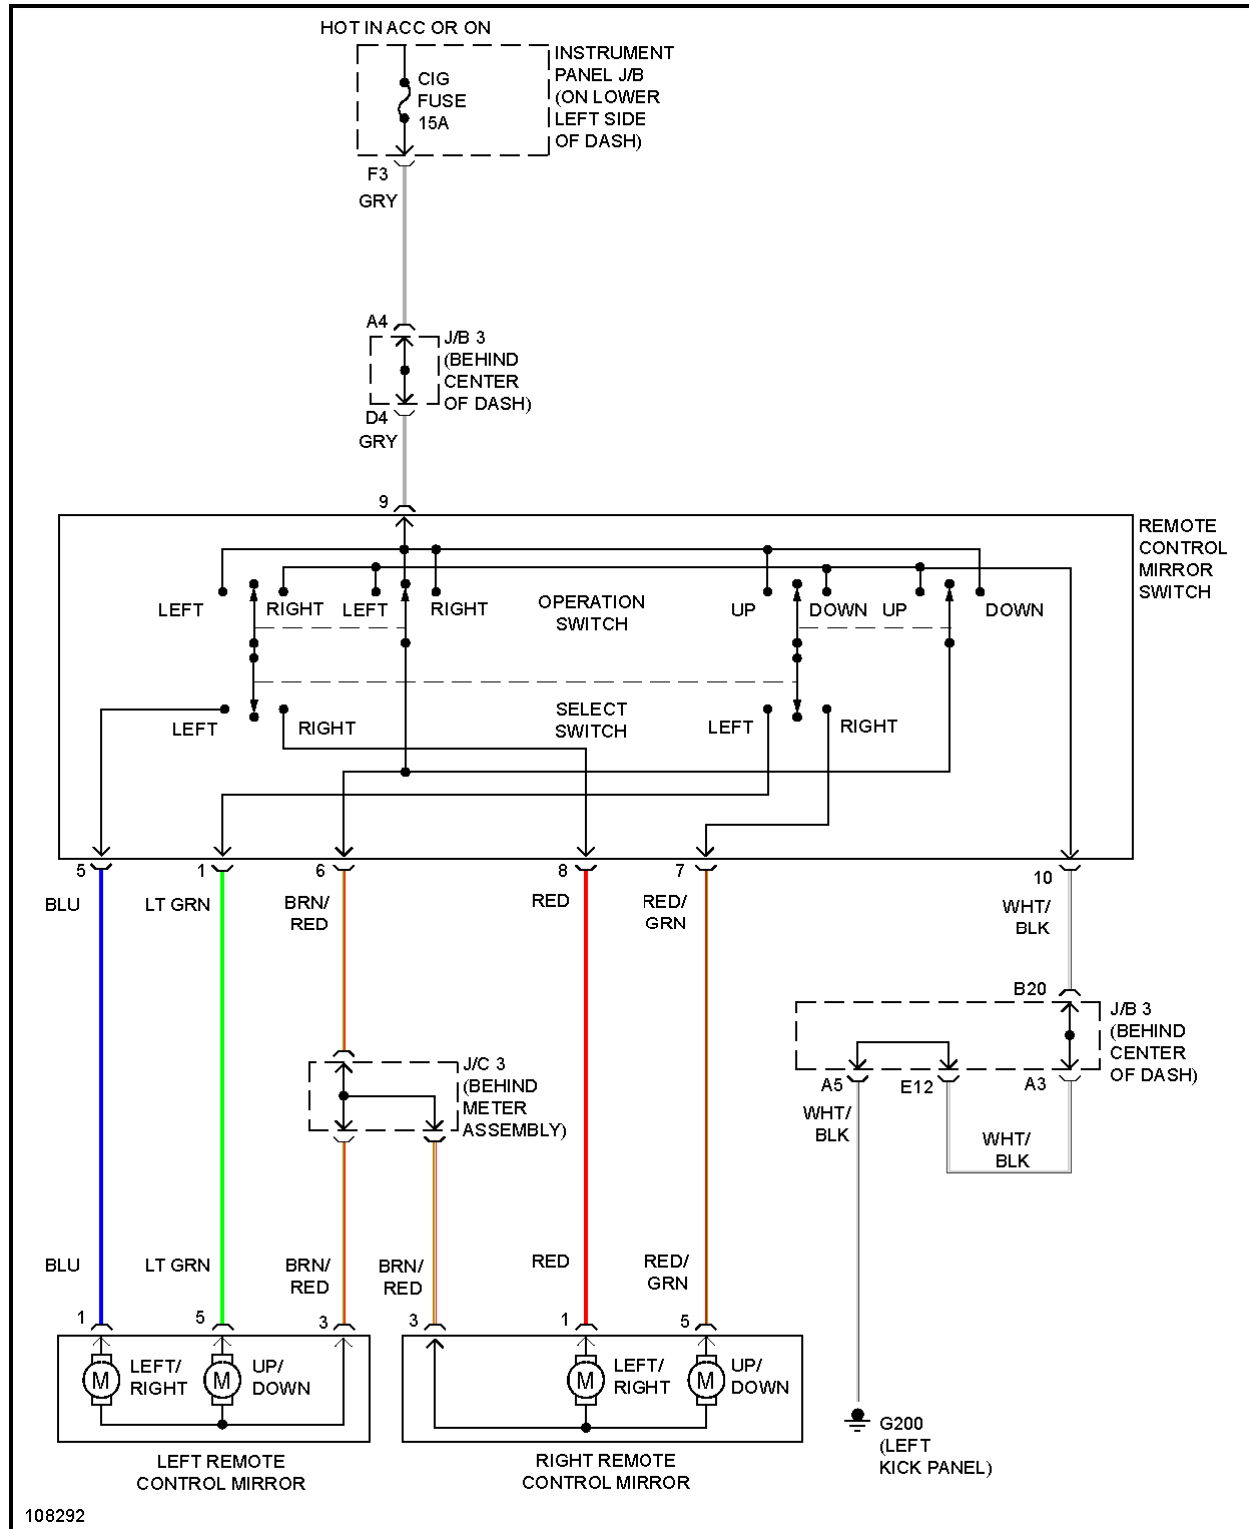 HOT IN ACC OR ON
INSTRUMENT
PANEL J/B
(ON LOWER
LEFT SIDE
OF DASH)
CIG
FUSE
15A
F3
GRY
A4
J/B 3
(BEHIND
CENTER
OF DASH)
D4
GRY
9
REMOTE
CONTROL
MIRROR
SWITCH
LEFT
RIGHT
LEFT
RIGHT
OPERATION
SWITCH
UP
DOWN
UP
DOWN
LEFT
RIGHT
SELECT
SWITCH
LEFT
RIGHT
5
1
6
8
7
10
BLU
LT GRN
BRN/
RED
RED
RED/
GRN
WHT/
BLK
B20
J/B 3
(BEHIND
CENTER
OF DASH)
J/C 3
(BEHIND
METER
ASSEMBLY)
A5
E12
A3
WHT/
BLK
WHT/
BLK
BLU
LT GRN
BRN/
RED
BRN/
RED
RED
RED/
GRN
1
5
3
3
1
5
M
LEFT/
RIGHT
M
UP/
DOWN
M
LEFT/
RIGHT
M
UP/
DOWN
G200
(LEFT
KICK PANEL)
LEFT REMOTE
CONTROL MIRROR
RIGHT REMOTE
CONTROL MIRROR
108292